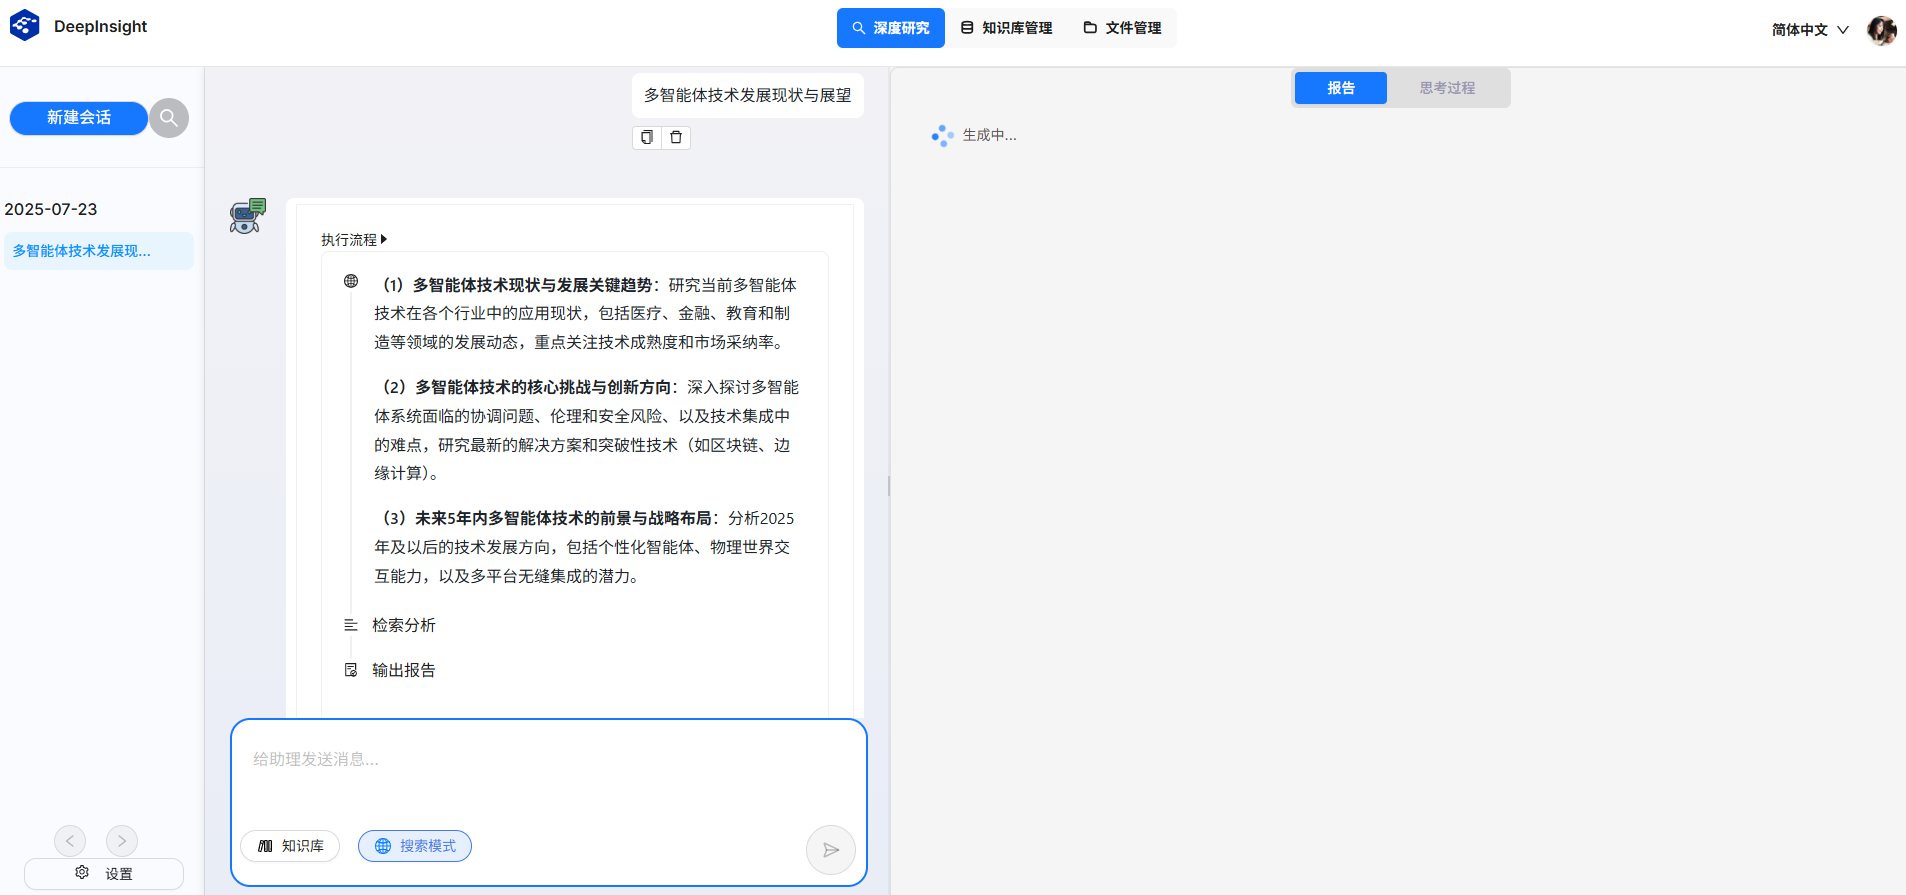 DeepInsight
深度研究
知识库管理
文件管理
简体中文
新建会话
2025-07-23
多智能体技术发展现...
设置
多智能体技术发展现状与展望
执行流程
（1）多智能体技术现状与发展关键趋势：研究当前多智能体
技术在各个行业中的应用现状，包括医疗、金融、教育和制
造等领域的发展动态，重点关注技术成熟度和市场采纳率。
（2）多智能体技术的核心挑战与创新方向：深入探讨多智能
体系统面临的协调问题、伦理和安全风险、以及技术集成中
的难点，研究最新的解决方案和突破性技术（如区块链、边
缘计算）。
（3）未来5年内多智能体技术的前景与战略布局：分析2025
年及以后的技术发展方向，包括个性化智能体、物理世界交
互能力，以及多平台无缝集成的潜力。
检索分析
输出报告
给助理发送消息...
知识库
搜索模式
报告
思考过程
生成中...